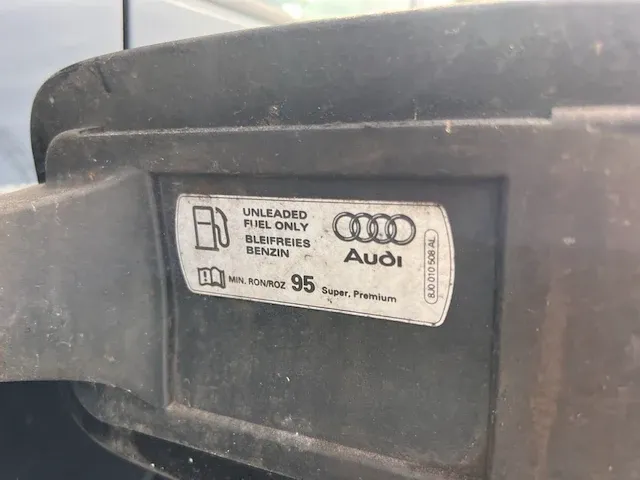 UNLEADED
FUEL ONLY
BLEIFREIES
BENZIN
Audi
MIN. RON/ROZ 95 Super, Premium
8J0 010 508 AL